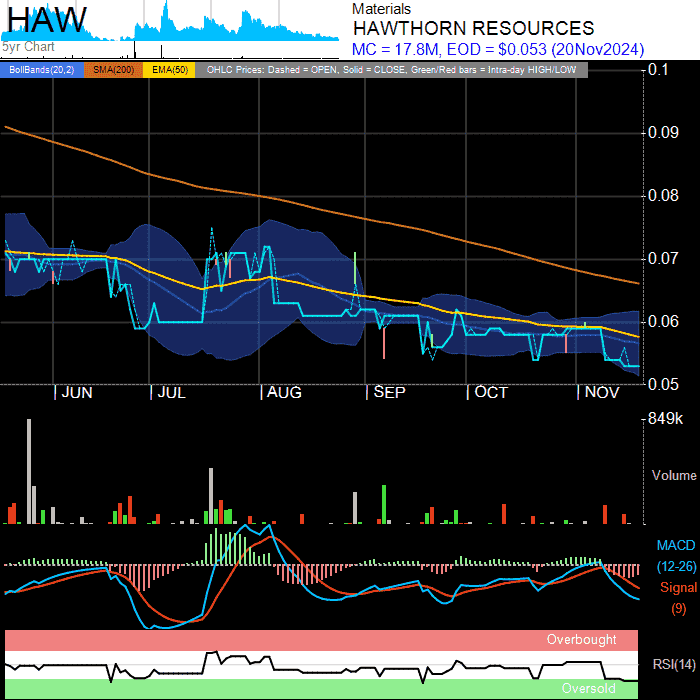 HAW
5yr Chart
Materials
HAWTHORN RESOURCES
MC = 17.8M, EOD = $0.053 (20Nov2024)
BollBands(20,2) SMA(200) EMA(50) OHLC Prices: Dashed = OPEN, Solid = CLOSE, Green/Red bars = Intra-day HIGH/LOW
0.1
0.09
0.08
0.07
0.06
0.05
JUN JUL AUG SEP OCT NOV
849k
Volume
MACD
(12-26)
Signal
(9)
Overbought
RSI(14)
Oversold